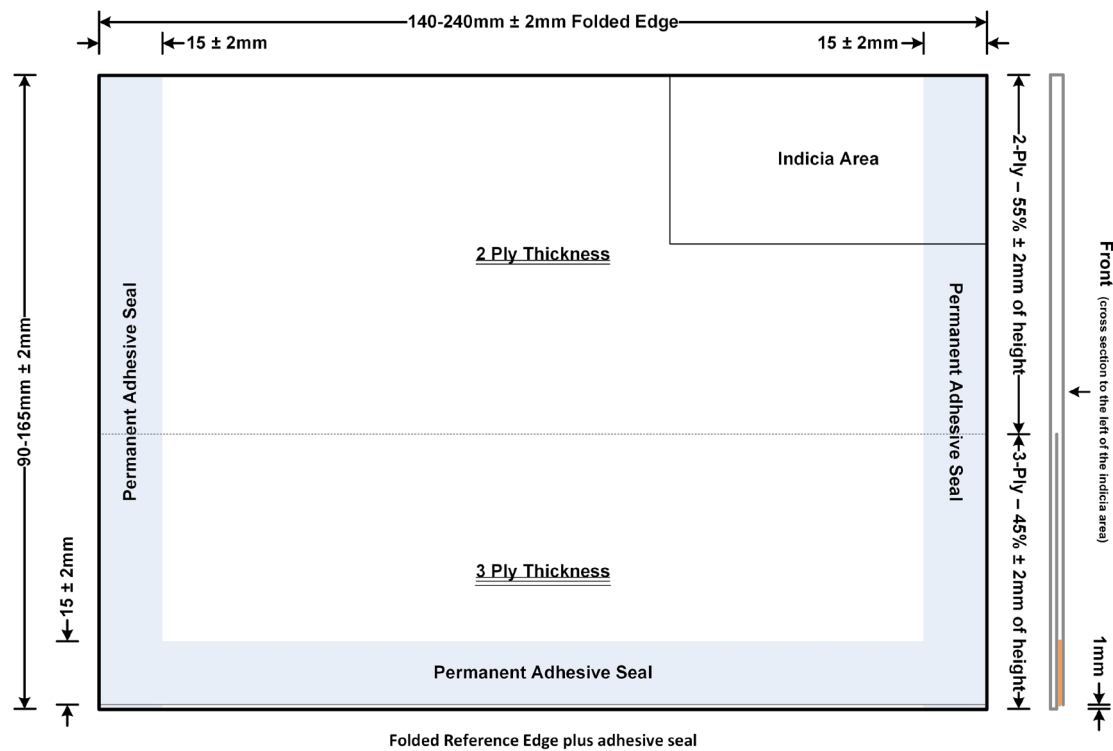 140-240mm ± 2mm Folded Edge
15 ± 2mm
15 ± 2mm
Indicia Area
2 Ply Thickness
Permanent Adhesive Seal
Permanent Adhesive Seal
90-165mm ± 2mm
2-Ply – 55% ± 2mm of height
Front (cross section to the left of the indicia area)
3 Ply Thickness
3-Ply – 45% ± 2mm of height
15 ± 2mm
1mm
Permanent Adhesive Seal
Folded Reference Edge plus adhesive seal